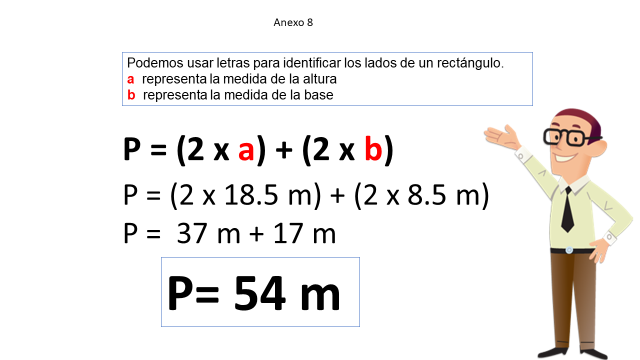 Anexo 8
Podemos usar letras para identificar los lados de un rectángulo.
a representa la medida de la altura
b representa la medida de la base
P = (2 x a) + (2 x b)
P = (2 x 18.5 m) + (2 x 8.5 m)
P = 37 m + 17 m
P= 54 m